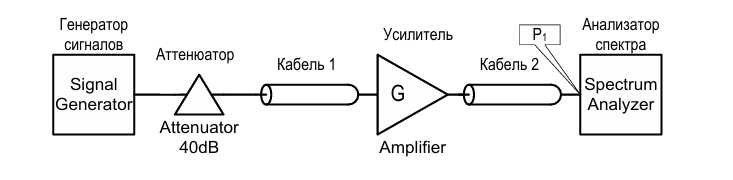 Генератор
сигналов
Signal
Generator
Аттенюатор
Attenuator
40dB
Кабель 1
Усилитель
G
Amplifier
Кабель 2
P₁
Анализатор
спектра
Spectrum
Analyzer